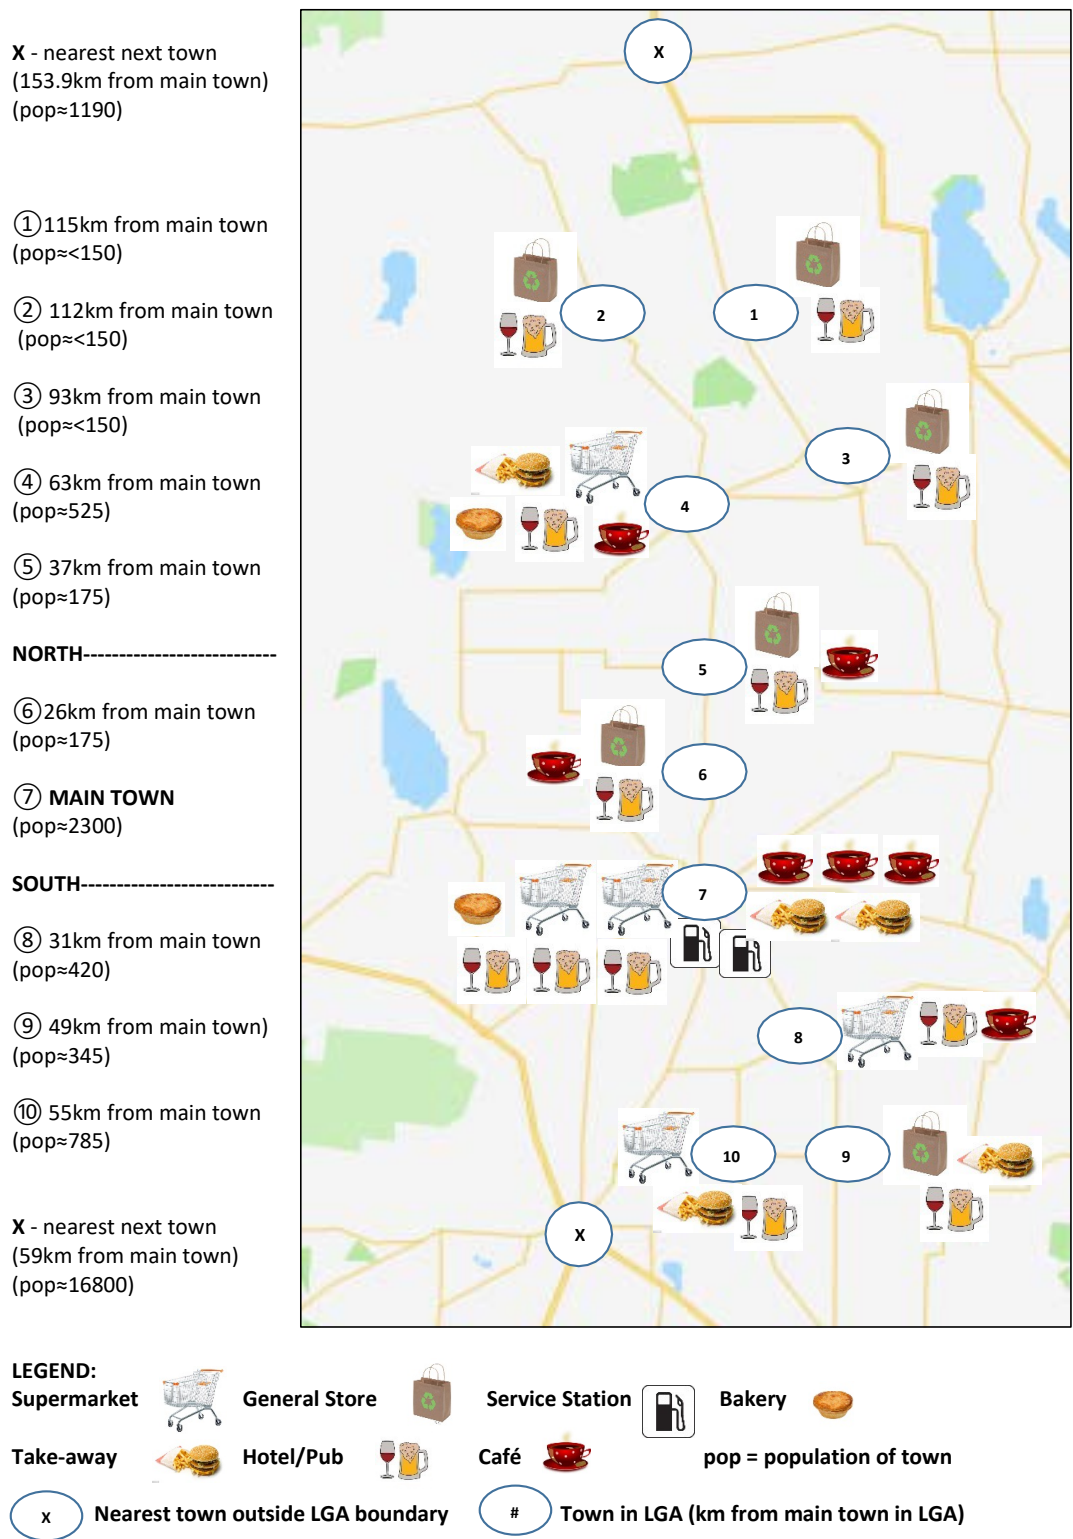 X - nearest next town
(153.9km from main town)
(pop≈1190)
①115km from main town
(pop≈<150)
② 112km from main town
(pop≈<150)
③ 93km from main town
(pop≈<150)
④ 63km from main town
(pop≈525)
⑤ 37km from main town
(pop≈175)
NORTH---------------------------
⑥26km from main town
(pop≈175)
⑦ MAIN TOWN
(pop≈2300)
SOUTH---------------------------
⑧ 31km from main town
(pop≈420)
⑨ 49km from main town)
(pop≈345)
⑩ 55km from main town
(pop≈785)
X - nearest next town
(59km from main town)
(pop≈16800)
X
2
1
3
4
5
6
7
8
10
9
X
LEGEND:
Supermarket General Store Service Station Bakery
Take-away Hotel/Pub Café pop = population of town
X Nearest town outside LGA boundary # Town in LGA (km from main town in LGA)